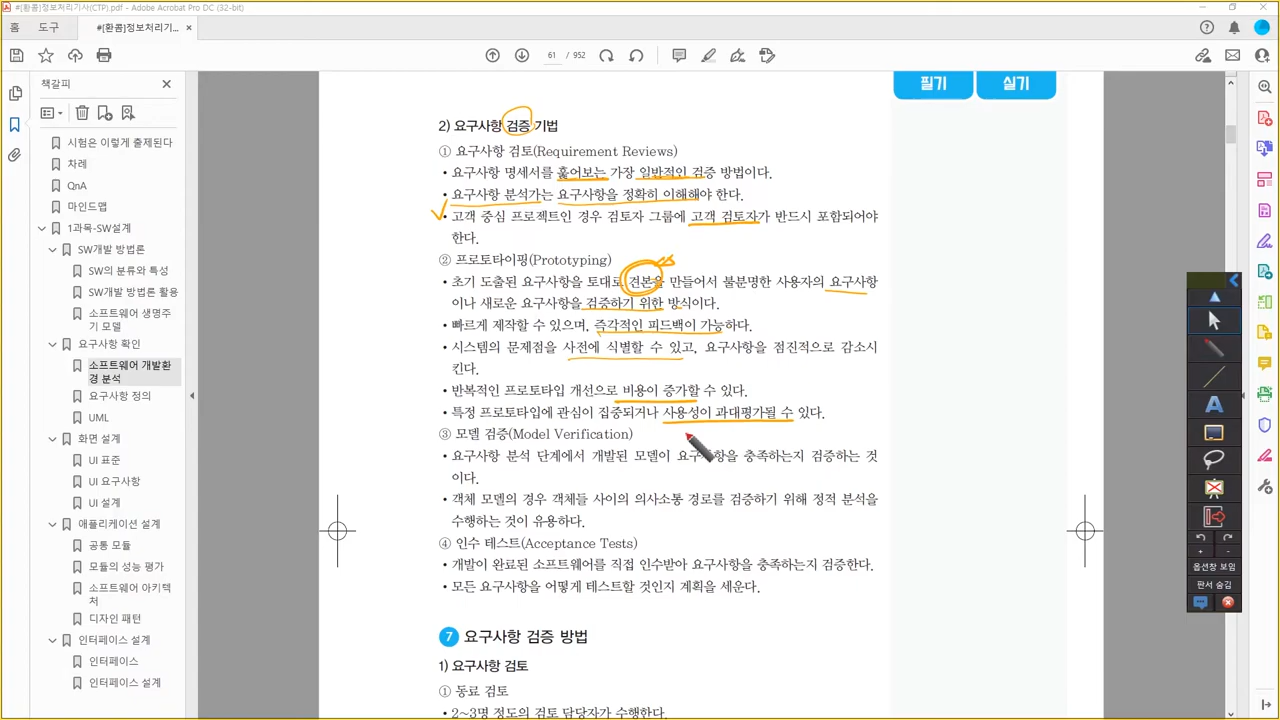 #[환콤]정보처리기사(CTP).pdf - Adobe Acrobat Pro DC (32-bit)
홈 도구 #[환콤]정보처리기... ×
61 / 952
책갈피
시험은 이렇게 출제된다
차례
QnA
마인드맵
1과목-SW설계
SW개발 방법론
SW의 분류와 특성
SW개발 방법론 활용
소프트웨어 생명주
기 모델
요구사항 확인
소프트웨어 개발환
경 분석
요구사항 정의
UML
화면 설계
UI 표준
UI 요구사항
UI 설계
애플리케이션 설계
공통 모듈
모듈의 성능 평가
소프트웨어 아키텍
처
디자인 패턴
인터페이스 설계
인터페이스
인터페이스 설계
필기 실기
2) 요구사항 검증 기법
① 요구사항 검토(Requirement Reviews)
• 요구사항 명세서를 훑어보는 가장 일반적인 검증 방법이다.
• 요구사항 분석가는 요구사항을 정확히 이해해야 한다.
• 고객 중심 프로젝트인 경우 검토자 그룹에 고객 검토자가 반드시 포함되어야
한다.
② 프로토타이핑(Prototyping)
• 초기 도출된 요구사항을 토대로 견본을 만들어서 불분명한 사용자의 요구사항
이나 새로운 요구사항을 검증하기 위한 방식이다.
• 빠르게 제작할 수 있으며, 즉각적인 피드백이 가능하다.
• 시스템의 문제점을 사전에 식별할 수 있고, 요구사항을 점진적으로 감소시
킨다.
• 반복적인 프로토타입 개선으로 비용이 증가할 수 있다.
• 특정 프로토타입에 관심이 집중되거나 사용성이 과대평가될 수 있다.
③ 모델 검증(Model Verification)
• 요구사항 분석 단계에서 개발된 모델이 요구사항을 충족하는지 검증하는 것
이다.
• 객체 모델의 경우 객체들 사이의 의사소통 경로를 검증하기 위해 정적 분석을
수행하는 것이 유용하다.
④ 인수 테스트(Acceptance Tests)
• 개발이 완료된 소프트웨어를 직접 인수받아 요구사항을 충족하는지 검증한다.
• 모든 요구사항을 어떻게 테스트할 것인지 계획을 세운다.
7 요구사항 검증 방법
1) 요구사항 검토
① 동료 검토
• 2~3명 정도의 검토 담당자가 수행한다.
A
+ -
옵션창 보임
판서 숨김